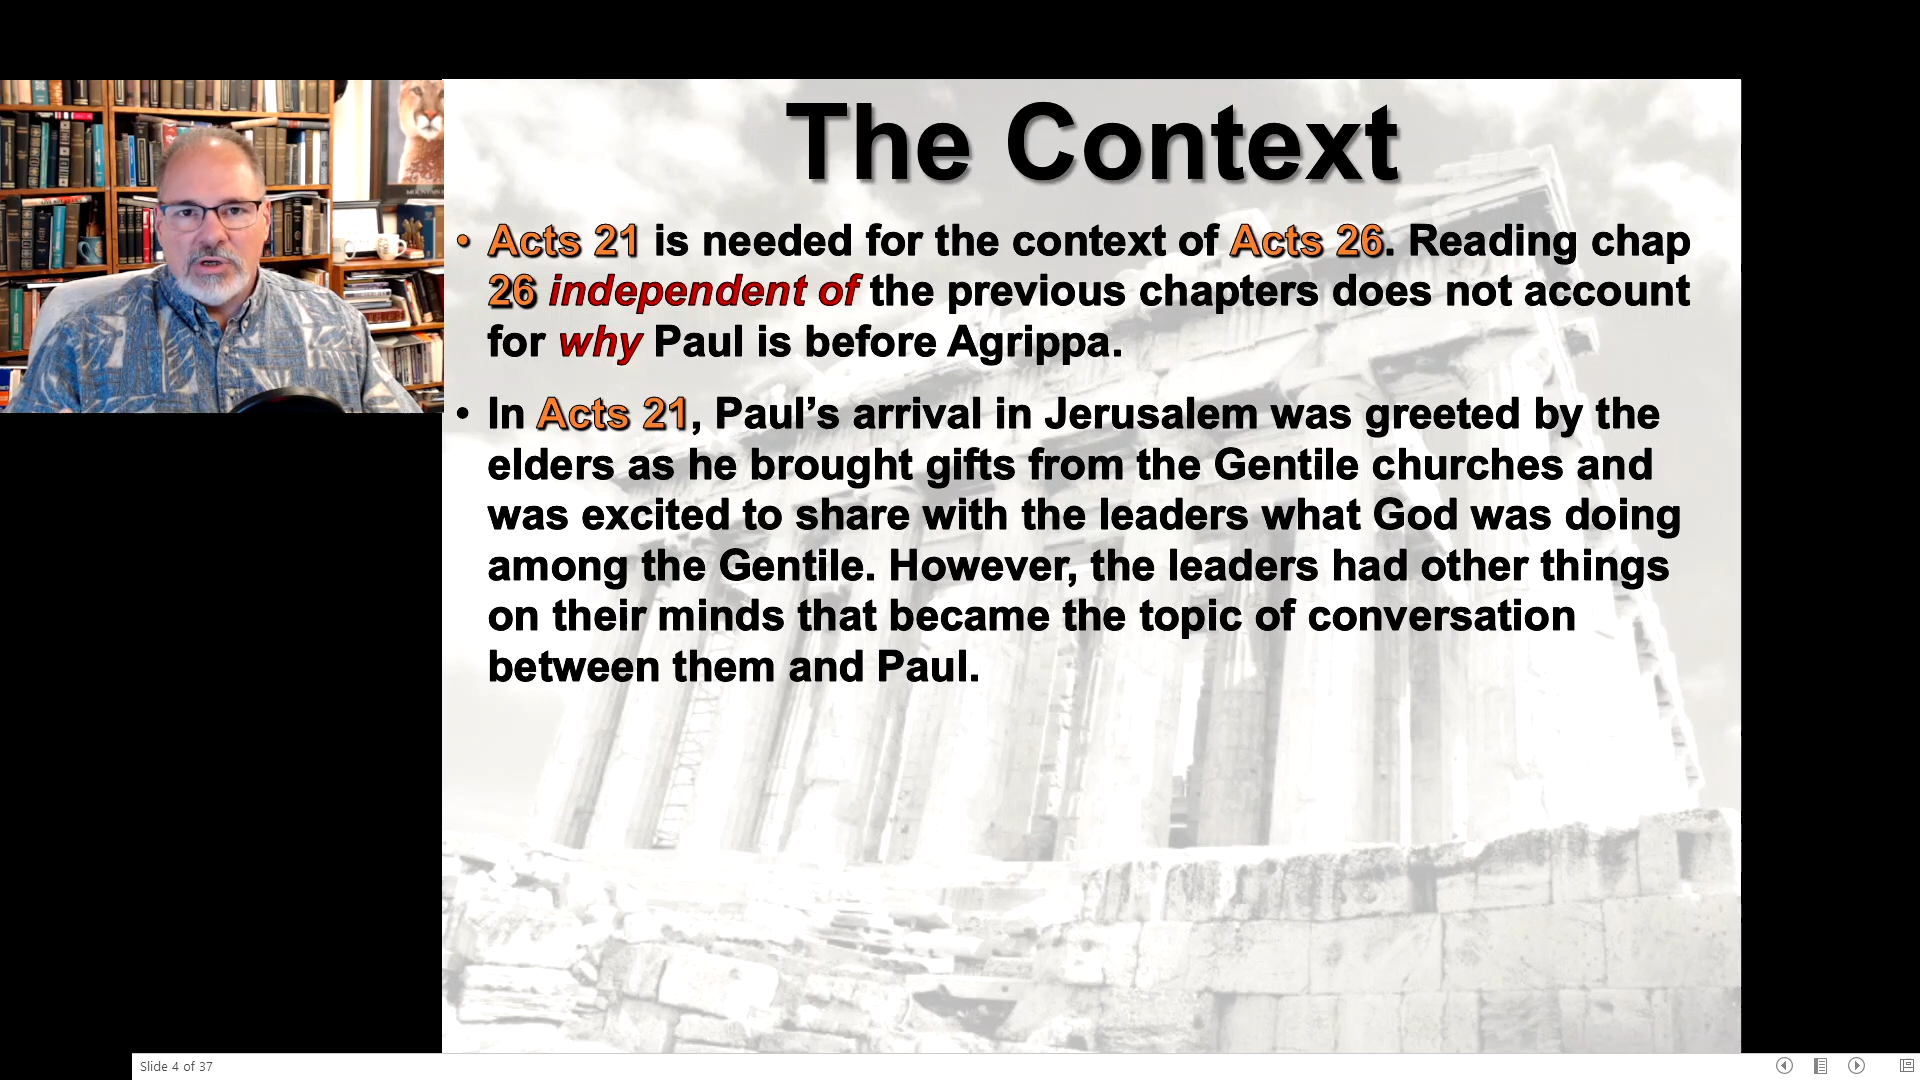 The Context
• Acts 21 is needed for the context of Acts 26. Reading chap
26 independent of the previous chapters does not account
for why Paul is before Agrippa.
• In Acts 21, Paul’s arrival in Jerusalem was greeted by the
elders as he brought gifts from the Gentile churches and
was excited to share with the leaders what God was doing
among the Gentile. However, the leaders had other things
on their minds that became the topic of conversation
between them and Paul.
Slide 4 of 37